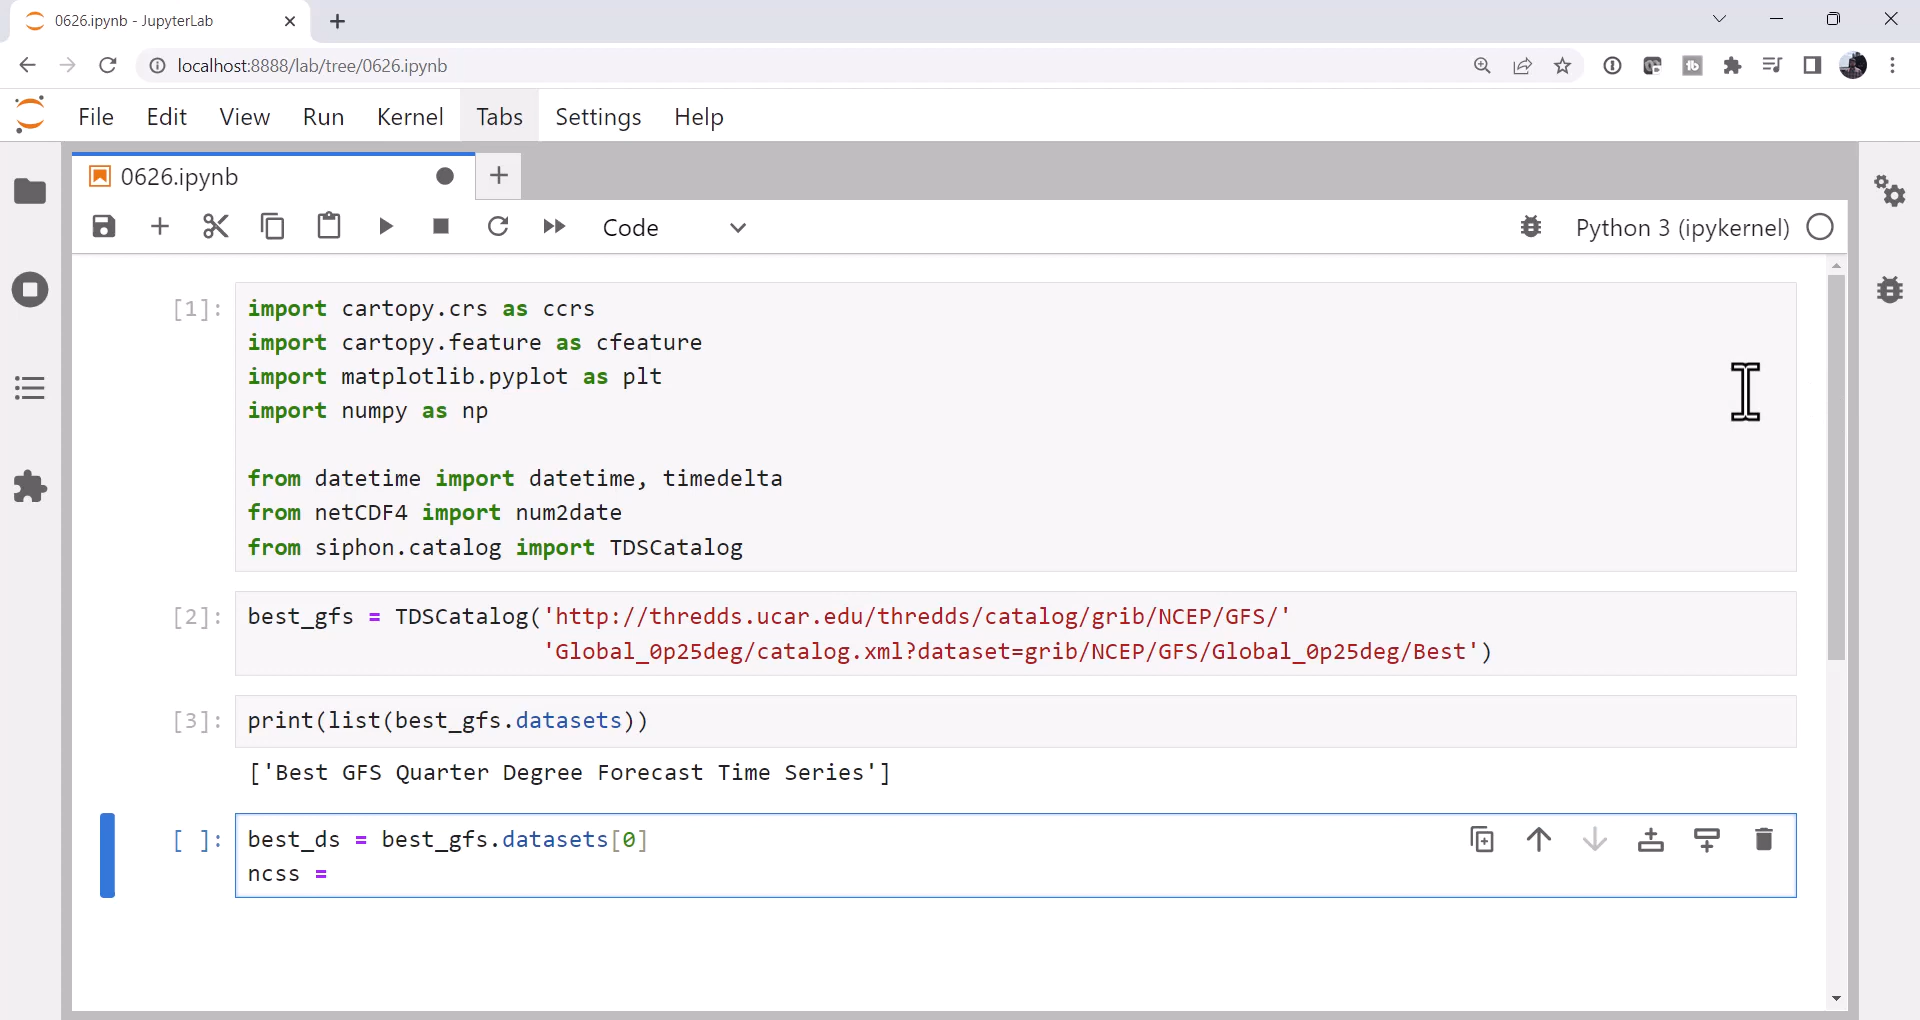 0626.ipynb - JupyterLab
localhost:8888/lab/tree/0626.ipynb
File Edit View Run Kernel Tabs Settings Help
0626.ipynb
Code
Python 3 (ipykernel)
[1]: import cartopy.crs as ccrs
import cartopy.feature as cfeature
import matplotlib.pyplot as plt
import numpy as np
from datetime import datetime, timedelta
from netCDF4 import num2date
from siphon.catalog import TDSCatalog
[2]: best_gfs = TDSCatalog('http://thredds.ucar.edu/thredds/catalog/grib/NCEP/GFS/'
'Global_0p25deg/catalog.xml?dataset=grib/NCEP/GFS/Global_0p25deg/Best')
[3]: print(list(best_gfs.datasets))
['Best GFS Quarter Degree Forecast Time Series']
[ ]: best_ds = best_gfs.datasets[0]
ncss =